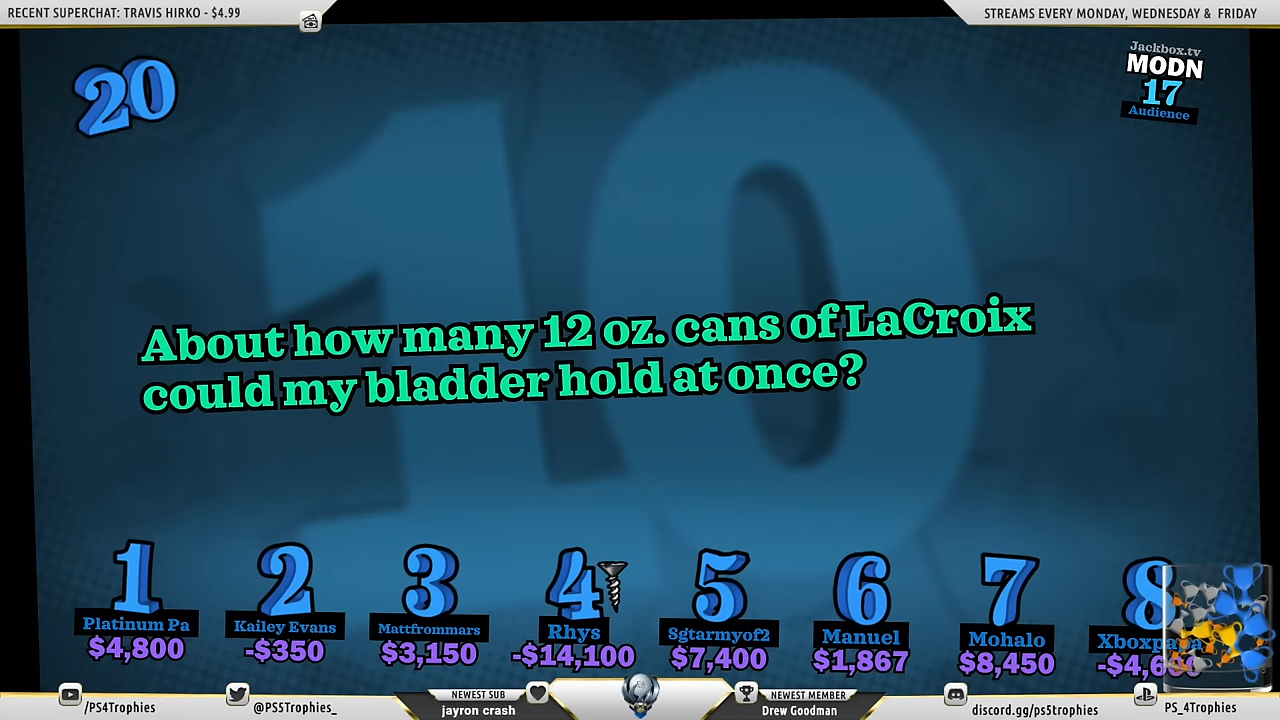 RECENT SUPERCHAT: TRAVIS HIRKO - $4.99
STREAMS EVERY MONDAY, WEDNESDAY & FRIDAY
20
Jackbox.tv
MODN
17
Audience
10
About how many 12 oz. cans of LaCroix
could my bladder hold at once?
1 2 3 4 5 6 7 8
Platinum Pa Kailey Evans Mattfrommars Rhys Sgtarmyof2 Manuel Mohalo Xboxpapa
$4,800 -$350 $3,150 -$14,100 $7,400 $1,867 $8,450
NEWEST SUB NEWEST MEMBER
/PS4Trophies @PS5Trophies_ jayron crash Drew Goodman discord.gg/ps5trophies PS_4Trophies